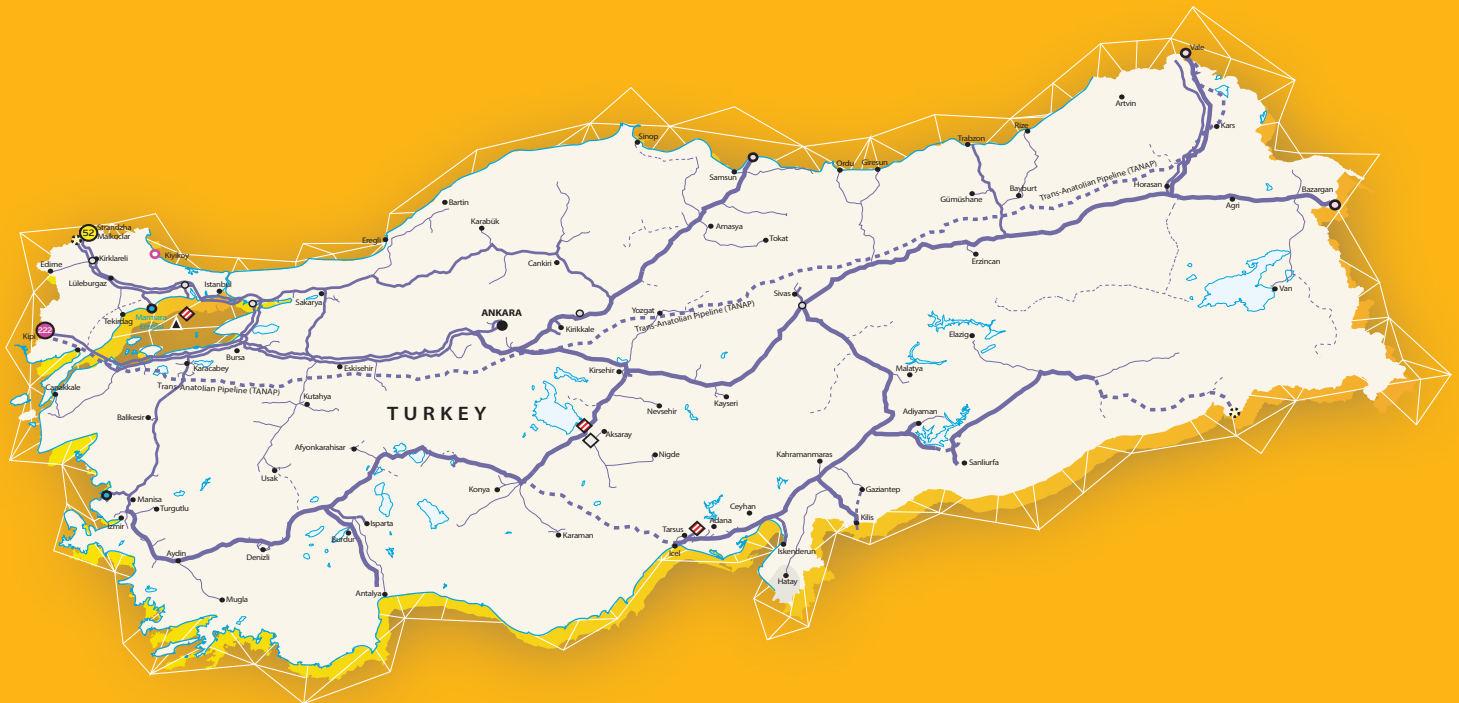 Vale
Artvin
Kars
Rize
Trabzon
Sinop
Samsun
Ordu
Giresun
Trans-Anatolian Pipeline (TANAP)
Horasan
Bazargan
Bayburt
Gümüshane
Agri
Bartin
Karabük
Amasya
Tokat
52
Strandzha
Malkoclar
Eregli
Kiyikoy
Kirklareli
Edirne
Cankiri
Erzincan
Lüleburgaz
Istanbul
Sakarya
Sivas
Van
Marmara
Ereglisi
Tekirdag
ANKARA
Yozgat
Trans-Anatolian Pipeline (TANAP)
Kirikkale
222
Kipi
Elazig
Bursa
Karacabey
Eskisehir
Kirsehir
Malatya
Canakkale
Trans-Anatolian Pipeline (TANAP)
Kutahya
Kayseri
TURKEY
Nevsehir
Balikesir
Adiyaman
Aksaray
Afyonkarahisar
Nigde
Kahramanmaras
Sanliurfa
Usak
Konya
Gaziantep
Manisa
Turgutlu
Ceyhan
Izmir
Isparta
Adana
Kilis
Burdur
Karaman
Tarsus
Icel
Iskenderun
Aydin
Denizli
Hatay
Antalya
Mugla